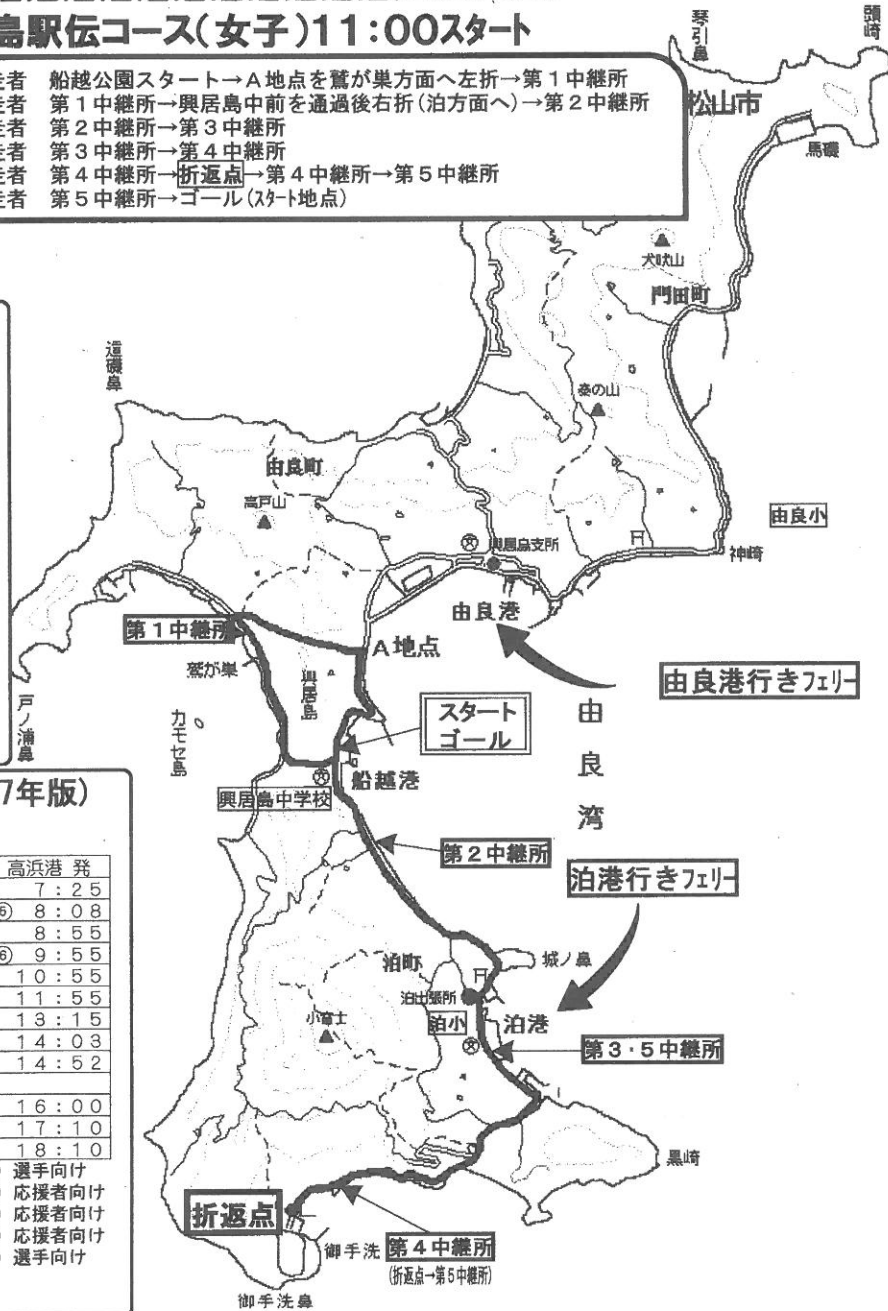 島駅伝コース(女子)11:00スタート
走者 船越公園スタート→A地点を鷲が巣方面へ左折→第1中継所
走者 第1中継所→興居島中前を通過後右折(泊方面へ)→第2中継所
走者 第2中継所→第3中継所
走者 第3中継所→第4中継所
走者 第4中継所→折返点→第4中継所→第5中継所
走者 第5中継所→ゴール(スタート地点)
琴引鼻
頭崎
松山市
馬磯
犬吠山
門田町
道磯鼻
由良町
高戸山
興居島支所
由良小
神崎
由良港
第1中継所
A地点
鷲が巣
興居島
由良港行きフェリー
スタート
ゴール
戸ノ浦鼻
カモセ島
由良湾
船越港
興居島中学校
7年版)
第2中継所
泊港行きフェリー
高浜港 発
7:25
⑥ 8:08
8:55
⑥ 9:55
10:55
11:55
13:15
14:03
14:52
16:00
17:10
18:10
選手向け
応援者向け
応援者向け
応援者向け
選手向け
泊町
城ノ鼻
泊出張所
小富士
泊小
泊港
第3・5中継所
黒崎
折返点
御手洗
第4中継所
(折返点→第5中継所)
御手洗鼻